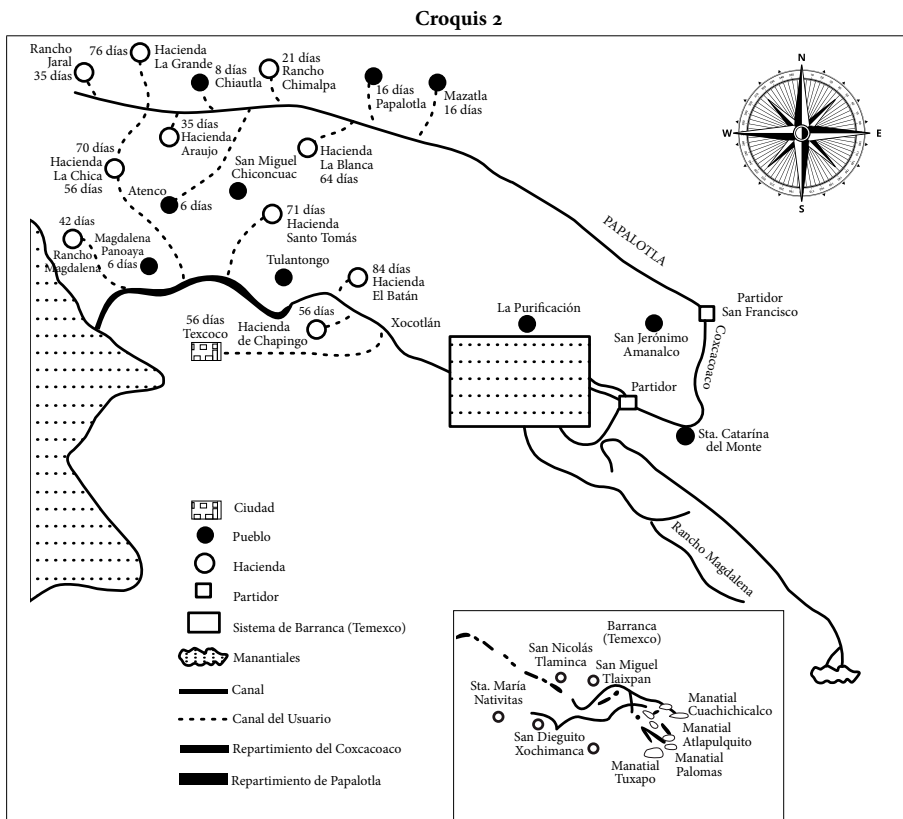 Croquis 2
Rancho
Jaral
35 días
76 días
Hacienda
La Grande
8 días
Chiautla
21 días
Rancho
Chimalpa
16 días
Papalotla
Mazatla
16 días
N
W
E
S
35 días
Hacienda
Araujo
70 días
Hacienda
La Chica
56 días
San Miguel
Chiconcuac
Hacienda
La Blanca
64 días
Atenco
6 días
42 días
Rancho
Magdalena
Magdalena
Panoaya
6 días
71 días
Hacienda
Santo Tomás
Tulantongo
84 días
Hacienda
El Batán
PAPALOTLA
Partidor
San Francisco
56 días
Texcoco
Hacienda
de Chapingo
56 días
Xocotlán
La Purificación
San Jerónimo
Amanalco
Coxcacoaco
Partidor
Sta. Catarína
del Monte
Rancho Magdalena
Ciudad
Pueblo
Hacienda
Partidor
Sistema de Barranca (Temexco)
Manantiales
Canal
Canal del Usuario
Repartimiento del Coxcacoaco
Repartimiento de Papalotla
Barranca
(Temexco)
San Nicolás
Tlaminca
San Miguel
Tlaixpan
Sta. María
Nativitas
Manatial
Cuachichicalco
San Dieguito
Xochimanca
Manatial
Atlapulquito
Manatial
Palomas
Manatial
Tuxapo